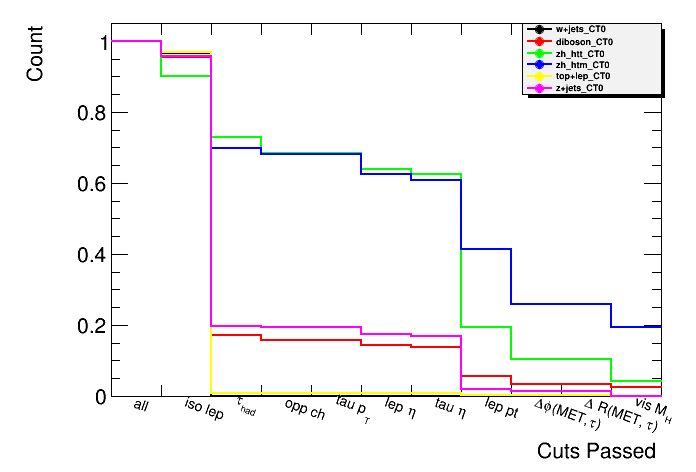 Count
1
0.8
0.6
0.4
0.2
0
w+jets_CT0
diboson_CT0
zh_htt_CT0
zh_htm_CT0
top+lep_CT0
z+jets_CT0
all
iso lep
τhad
opp ch
tau pT
lep η
tau η
lep pt
Δϕ(MET,τ)
Δ R(MET, τ)
vis MH
Cuts Passed